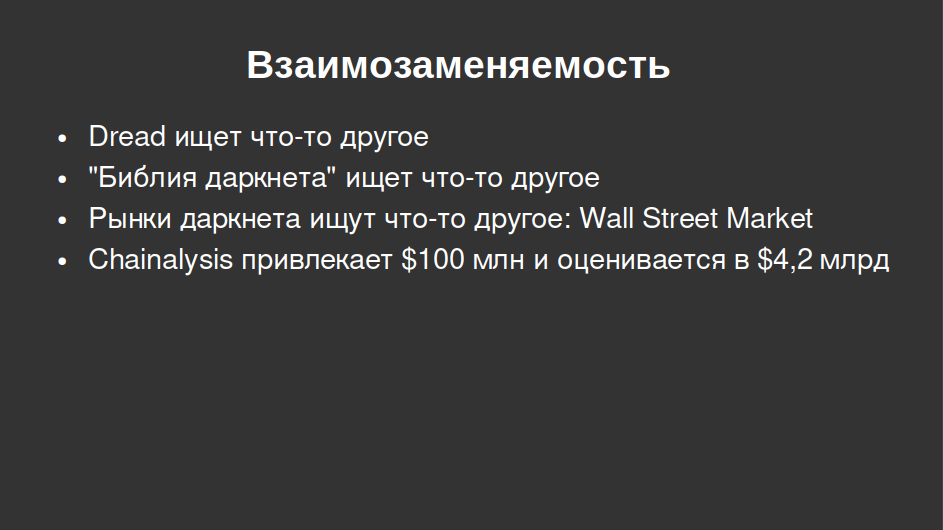 Взаимозаменяемость
• Dread ищет что-то другое
• "Библия даркнета" ищет что-то другое
• Рынки даркнета ищут что-то другое: Wall Street Market
• Chainalysis привлекает $100 млн и оценивается в $4,2 млрд